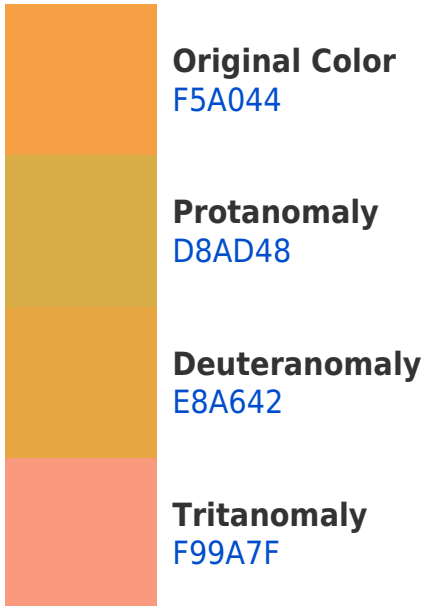 Original Color
F5A044
Protanomaly
D8AD48
Deuteranomaly
E8A642
Tritanomaly
F99A7F